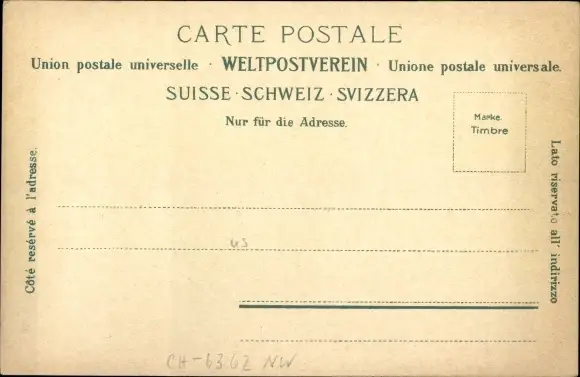 CARTE POSTALE
Union postale universelle · WELTPOSTVEREIN · Unione postale universale.
SUISSE · SCHWEIZ · SVIZZERA
Nur für die Adresse.
Marke.
Timbre
Côté resérvé à l'adresse.
Lato riservato all' indirizzo
CH-6362 NW